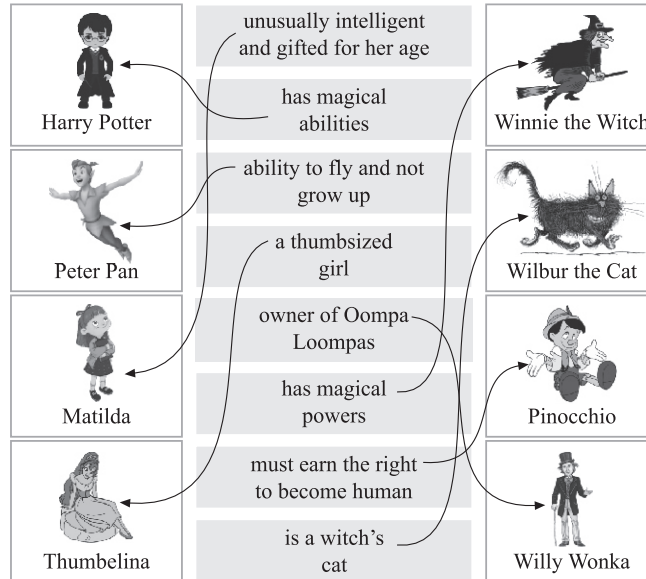 Harry Potter
Peter Pan
Matilda
Thumbelina
unusually intelligent
and gifted for her age
has magical
abilities
ability to fly and not
grow up
a thumbsized
girl
owner of Oompa
Loompas
has magical
powers
must earn the right
to become human
is a witch’s
cat
Winnie the Witch
Wilbur the Cat
Pinocchio
Willy Wonka